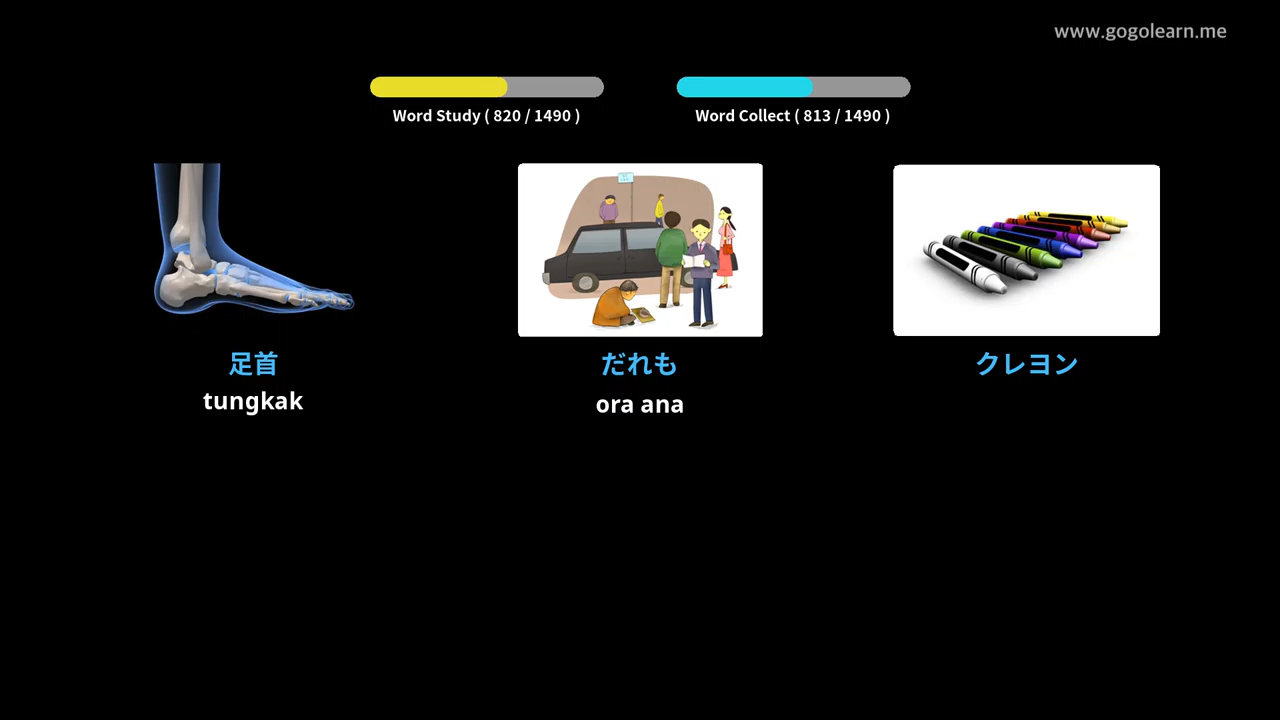 www.gogolearn.me
Word Study ( 820 / 1490 )
Word Collect ( 813 / 1490 )
足首
だれも
クレヨン
tungkak
ora ana